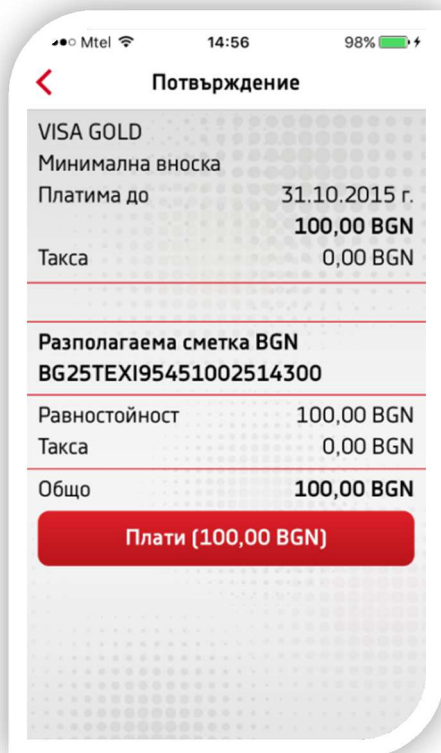 Mtel 14:56 98%
Потвърждение
VISA GOLD
Минимална вноска
Платима до 31.10.2015 г.
100,00 BGN
Такса 0,00 BGN
Разполагаема сметка BGN
BG25TEXI95451002514300
Равностойност 100,00 BGN
Такса 0,00 BGN
Общо 100,00 BGN
Плати (100,00 BGN)